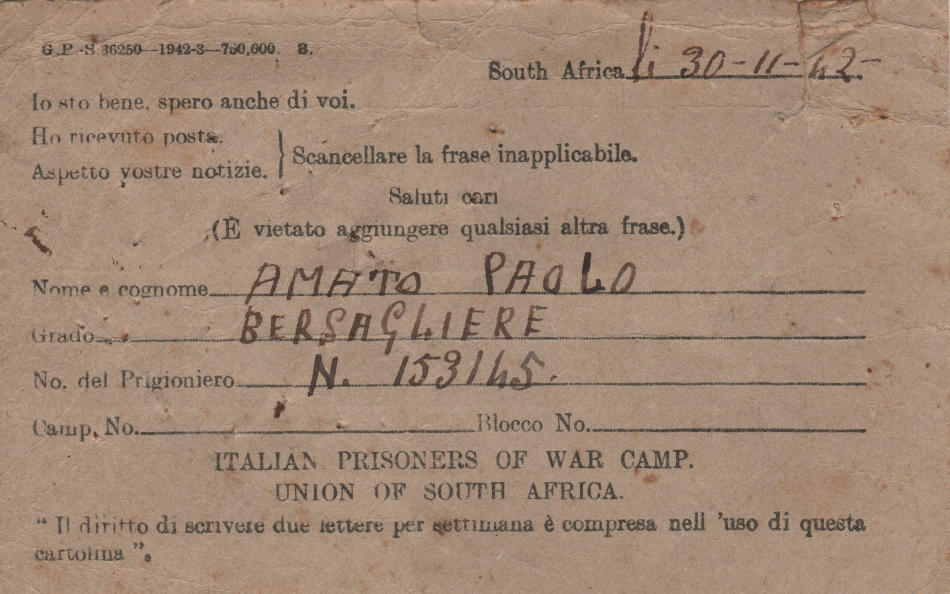 G.P.-S.36250—1942-3—750,000. S.
South Africa li 30-11-42-
Io sto bene, spero anche di voi.
Ho ricevuto posta.
Aspetto vostre notizie.
Scancellare la frase inapplicabile.
Saluti cari
(È vietato aggiungere qualsiasi altra frase.)
Nome e cognome AMATO PAOLO
Grado BERSAGLIERE
No. del Prigioniero N. 153145.
Camp. No. Blocco No.
ITALIAN PRISONERS OF WAR CAMP.
UNION OF SOUTH AFRICA.
“ Il diritto di scrivere due lettere per settimana è compresa nell 'uso di questa
cartolina ”.